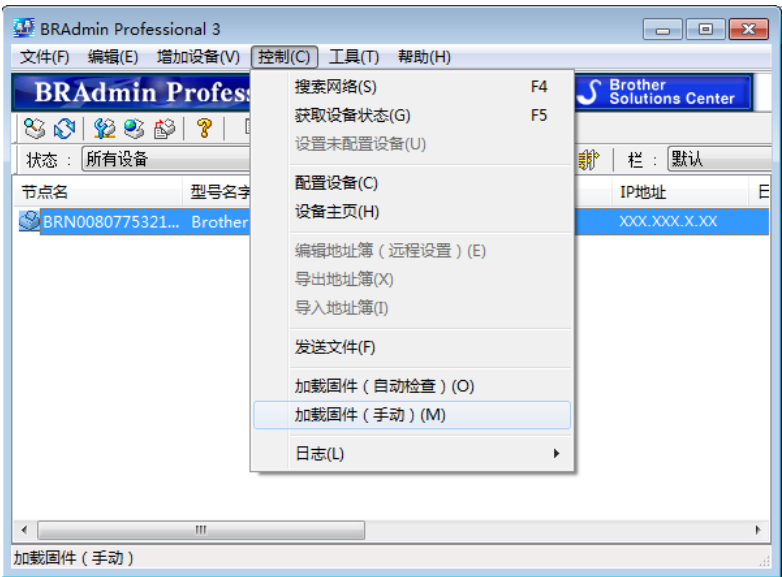 BRAdmin Professional 3
文件(F) 编辑(E) 增加设备(V) 控制(C) 工具(T) 帮助(H)
BRAdmin Profess
Brother
Solutions Center
搜索网络(S) F4
获取设备状态(G) F5
设置未配置设备(U)
状态 : 所有设备
栏 : 默认
配置设备(C)
节点名 型号名字 IP地址 日
设备主页(H)
BRN0080775321... Brother XXX.XXX.X.XX
编辑地址簿 ( 远程设置 ) (E)
导出地址簿(X)
导入地址簿(I)
发送文件(F)
加载固件 ( 自动检查 ) (O)
加载固件 ( 手动 ) (M)
日志(L)
加载固件 ( 手动 )